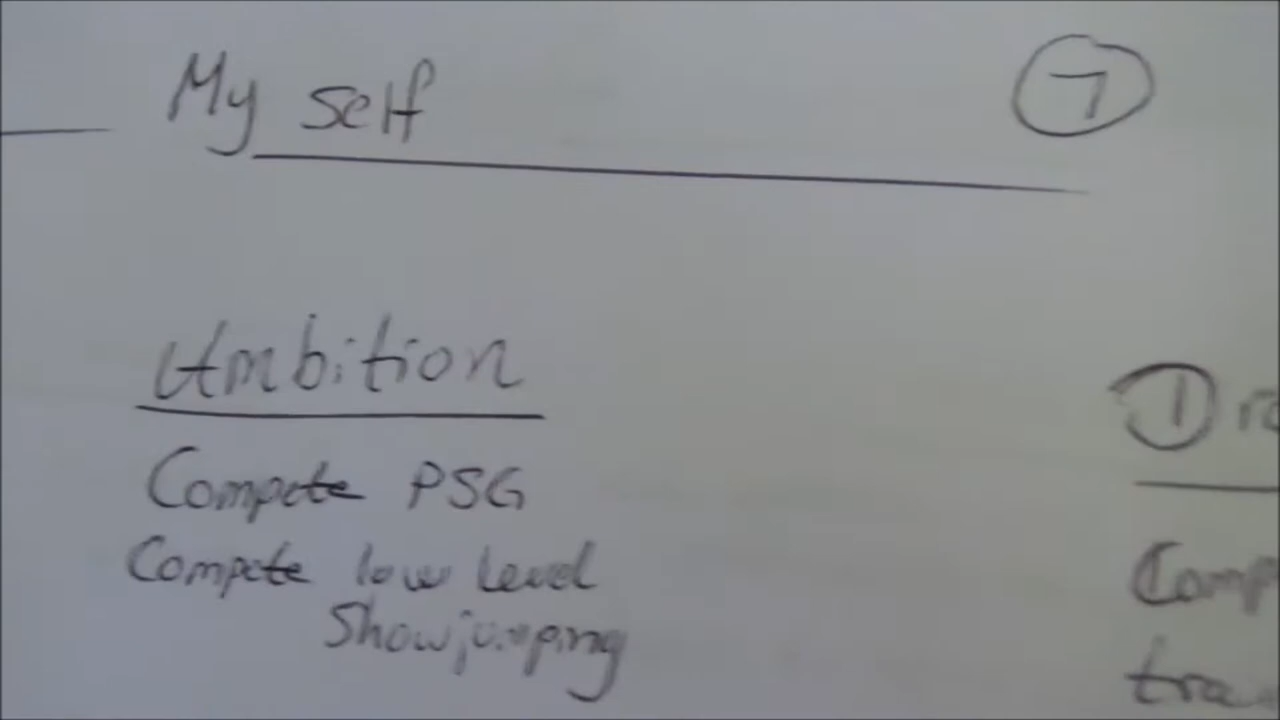 My self 7
Ambition
Compete PSG
Compete low level
Showjumping
1